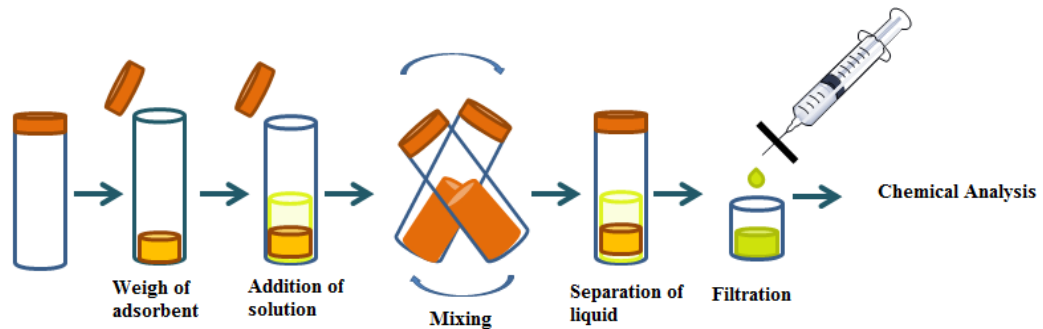 Weigh of
adsorbent
Addition of
solution
Mixing
Separation of
liquid
Filtration
Chemical Analysis